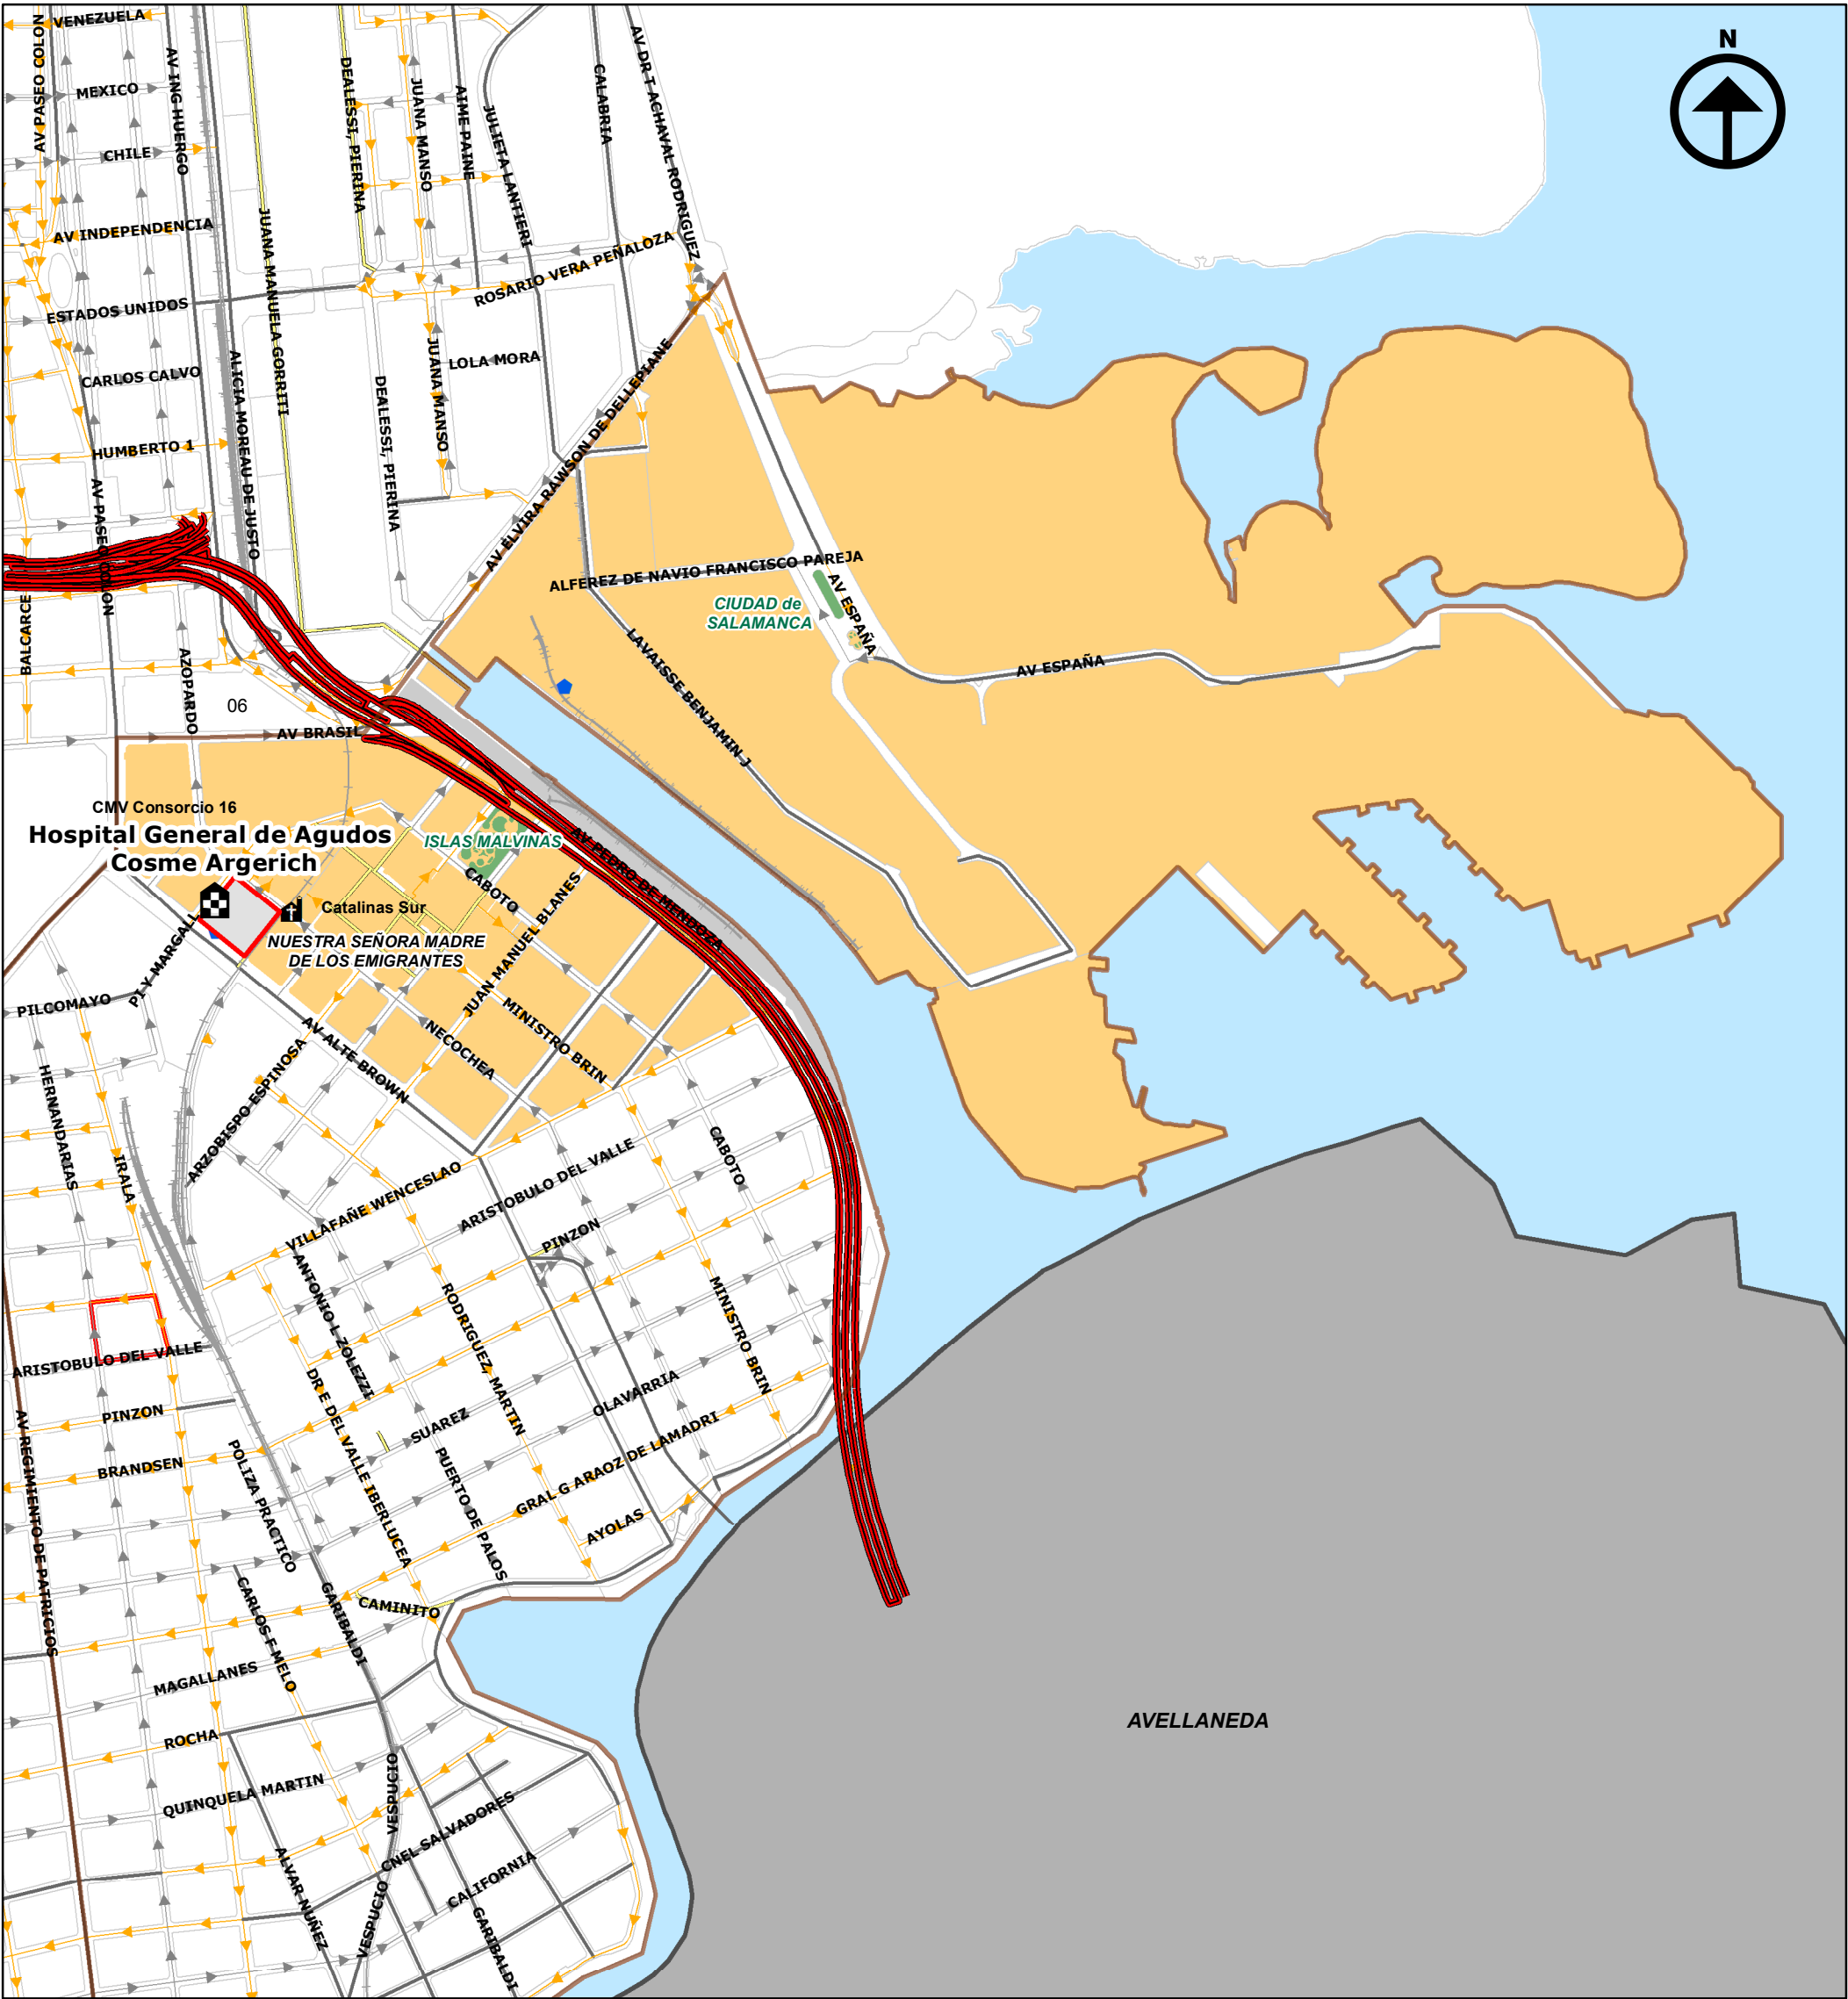 N
VENEZUELA
AV PASEO COLON
AV ING HUERGO
MEXICO
CHILE
AV INDEPENDENCIA
ESTADOS UNIDOS
CARLOS CALVO
HUMBERTO 1
AV PASEO COLON
BALCARCE
AZOPARDO
ALICIA MOREAU DE JUSTO
JUANA MANUELA GORRITI
DEALESSI, PIERINA
JUANA MANSO
AIME PAINE
JULIETA LANTIERI
CALABRIA
AV DR T ACHAVAL RODRIGUEZ
ROSARIO VERA PEÑALOZA
LOLA MORA
JUANA MANSO
DEALESSI, PIERINA
AV ELVIRA RAWSON DE DELLEPIANE
ALFEREZ DE NAVIO FRANCISCO PAREJA
CIUDAD de
SALAMANCA
AV ESPAÑA
AV ESPAÑA
LAVAISSE BENJAMIN J
06
AV BRASIL
CMV Consorcio 16
Hospital General de Agudos
Cosme Argerich
ISLAS MALVINAS
AV PEDRO DE MENDOZA
CABOTO
Catalinas Sur
NUESTRA SEÑORA MADRE
DE LOS EMIGRANTES
JUAN MANUEL BLANES
PI Y MARGALL
PILCOMAYO
MINISTRO BRIN
NECOCHEA
AV ALTE BROWN
ARZOBISPO ESPINOSA
HERNANDARIAS
IRALA
CABOTO
ARISTOBULO DEL VALLE
VILLAFAÑE WENCESLAO
PINZON
ANTONIO L ZOLEZZI
RODRIGUEZ, MARTIN
MINISTRO BRIN
ARISTOBULO DEL VALLE
DR E DEL VALLE IBERLUCEA
OLAVARRIA
SUAREZ
PINZON
GRAL G ARAOZ DE LAMADRI
BRANDSEN
POLIZA PRACTICO
PUERTO DE PALOS
AYOLAS
AV REGIMIENTO DE PATRICIOS
CARLOS F MELO
GARIBALDI
CAMINITO
MAGALLANES
ROCHA
AVELLANEDA
QUINQUELA MARTIN
VESPUCIO
CNEL SALVADORES
CALIFORNIA
ALVAR NUÑEZ
VESPUCIO
GARIBALDI